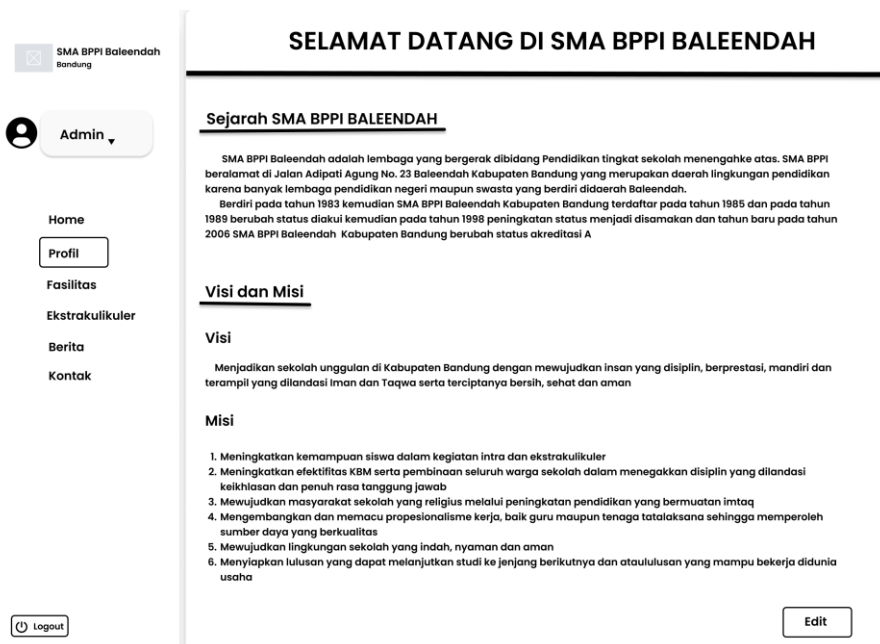 SMA BPPI Baleendah
Bandung
Admin
Home
Profil
Fasilitas
Ekstrakulikuler
Berita
Kontak
Logout
SELAMAT DATANG DI SMA BPPI BALEENDAH
Sejarah SMA BPPI BALEENDAH
SMA BPPI Baleendah adalah lembaga yang bergerak dibidang Pendidikan tingkat sekolah menengahke atas. SMA BPPI
beralamat di Jalan Adipati Agung No. 23 Baleendah Kabupaten Bandung yang merupakan daerah lingkungan pendidikan
karena banyak lembaga pendidikan negeri maupun swasta yang berdiri didaerah Baleendah.
Berdiri pada tahun 1983 kemudian SMA BPPI Baleendah Kabupaten Bandung terdaftar pada tahun 1985 dan pada tahun
1989 berubah status diakui kemudian pada tahun 1998 peningkatan status menjadi disamakan dan tahun baru pada tahun
2006 SMA BPPI Baleendah Kabupaten Bandung berubah status akreditasi A
Visi dan Misi
Visi
Menjadikan sekolah unggulan di Kabupaten Bandung dengan mewujudkan insan yang disiplin, berprestasi, mandiri dan
terampil yang dilandasi Iman dan Taqwa serta terciptanya bersih, sehat dan aman
Misi
1. Meningkatkan kemampuan siswa dalam kegiatan intra dan ekstrakulikuler
2. Meningkatkan efektifitas KBM serta pembinaan seluruh warga sekolah dalam menegakkan disiplin yang dilandasi
keikhlasan dan penuh rasa tanggung jawab
3. Mewujudkan masyarakat sekolah yang religius melalui peningkatan pendidikan yang bermuatan imtaq
4. Mengembangkan dan memacu propesionalisme kerja, baik guru maupun tenaga tatalaksana sehingga memperoleh
sumber daya yang berkualitas
5. Mewujudkan lingkungan sekolah yang indah, nyaman dan aman
6. Menyiapkan lulusan yang dapat melanjutkan studi ke jenjang berikutnya dan ataululusan yang mampu bekerja didunia
usaha
Edit